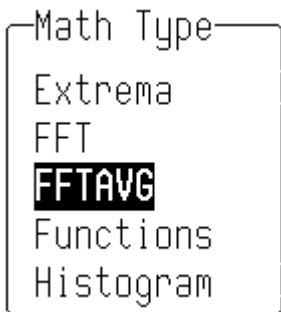 Math Type
Extrema
FFT
FFTAVG
Functions
Histogram